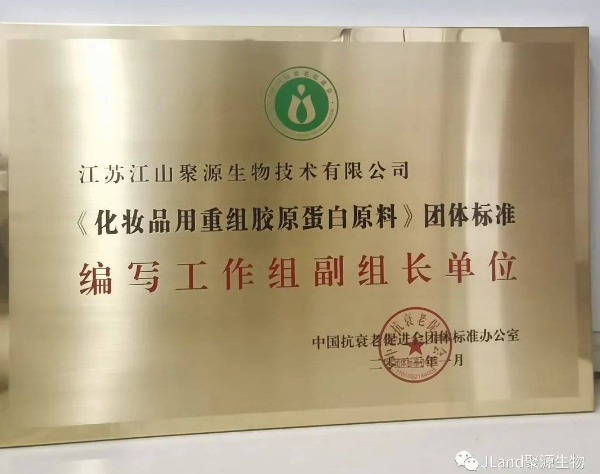 江苏江山聚源生物技术有限公司
《化妆品用重组胶原蛋白原料》团体标准
编写工作组副组长单位
中国抗衰老促进会团体标准办公室
一月
JLand聚源生物